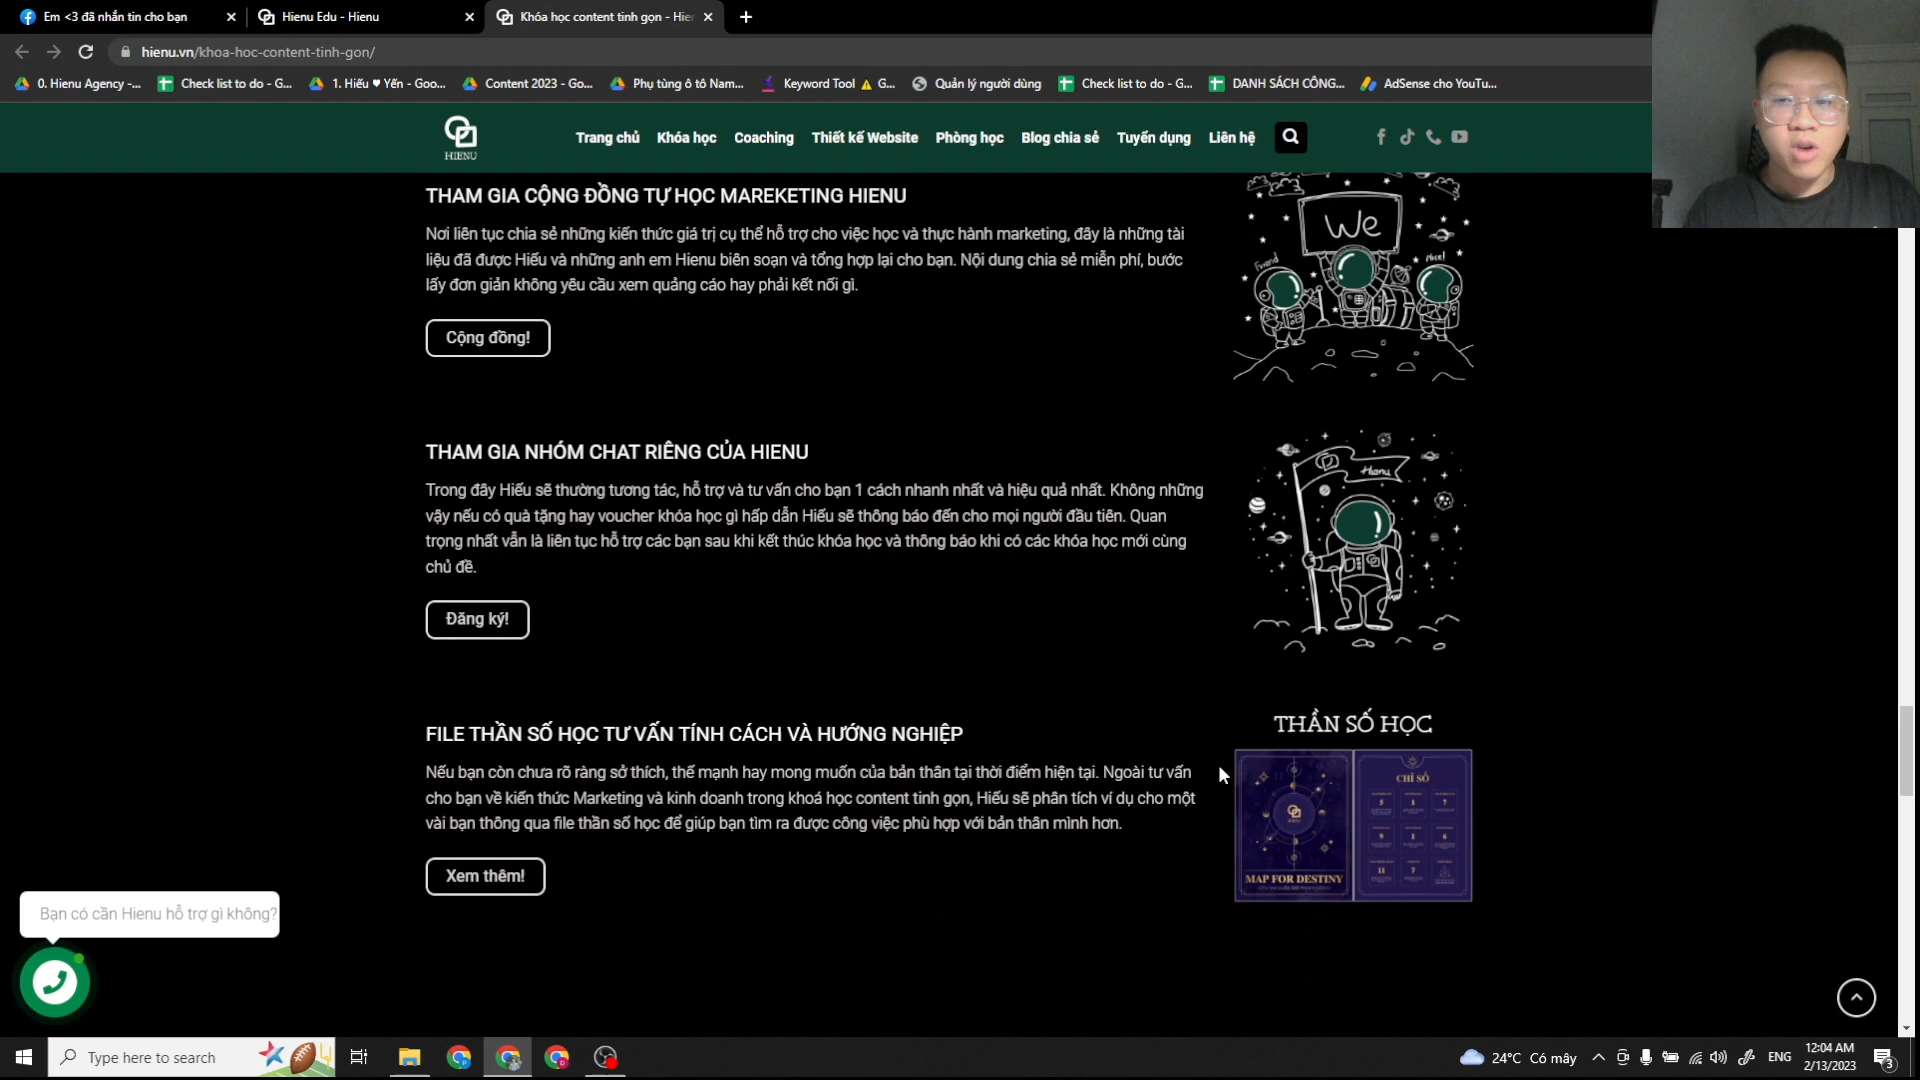 Em <3 đã nhắn tin cho bạn
Hienu Edu - Hienu
Khóa học content tinh gọn - Hier
hienu.vn/khoa-hoc-content-tinh-gon/
0. Hienu Agency -...
Check list to do - G...
1. Hiếu ♥ Yến - Goo...
Content 2023 - Go...
Phụ tùng ô tô Nam...
Keyword Tool ⚠ G...
Quản lý người dùng
Check list to do - G...
DANH SÁCH CÔNG...
AdSense cho YouTu...
HIENU
Trang chủ
Khóa học
Coaching
Thiết kế Website
Phòng học
Blog chia sẻ
Tuyển dụng
Liên hệ
THAM GIA CỘNG ĐỒNG TỰ HỌC MAREKETING HIENU
Nơi liên tục chia sẻ những kiến thức giá trị cụ thể hỗ trợ cho việc học và thực hành marketing, đây là những tài
liệu đã được Hiếu và những anh em Hienu biên soạn và tổng hợp lại cho bạn. Nội dung chia sẻ miễn phí, bước
lấy đơn giản không yêu cầu xem quảng cáo hay phải kết nối gì.
Cộng đồng!
We
Friend
Nice!
THAM GIA NHÓM CHAT RIÊNG CỦA HIENU
Trong đây Hiếu sẽ thường tương tác, hỗ trợ và tư vấn cho bạn 1 cách nhanh nhất và hiệu quả nhất. Không những
vậy nếu có quà tặng hay voucher khóa học gì hấp dẫn Hiếu sẽ thông báo đến cho mọi người đầu tiên. Quan
trọng nhất vẫn là liên tục hỗ trợ các bạn sau khi kết thúc khóa học và thông báo khi có các khóa học mới cùng
chủ đề.
Đăng ký!
Hienu
FILE THẦN SỐ HỌC TƯ VẤN TÍNH CÁCH VÀ HƯỚNG NGHIỆP
Nếu bạn còn chưa rõ ràng sở thích, thế mạnh hay mong muốn của bản thân tại thời điểm hiện tại. Ngoài tư vấn
cho bạn về kiến thức Marketing và kinh doanh trong khoá học content tinh gọn, Hiếu sẽ phân tích ví dụ cho một
vài bạn thông qua file thần số học để giúp bạn tìm ra được công việc phù hợp với bản thân mình hơn.
Xem thêm!
THẦN SỐ HỌC
MAP FOR DESTINY
CHỈ SỐ
5 1 7
9 1 6
11 7
Bạn có cần Hienu hỗ trợ gì không?
Type here to search
24°C Có mây
ENG
12:04 AM
2/13/2023
3